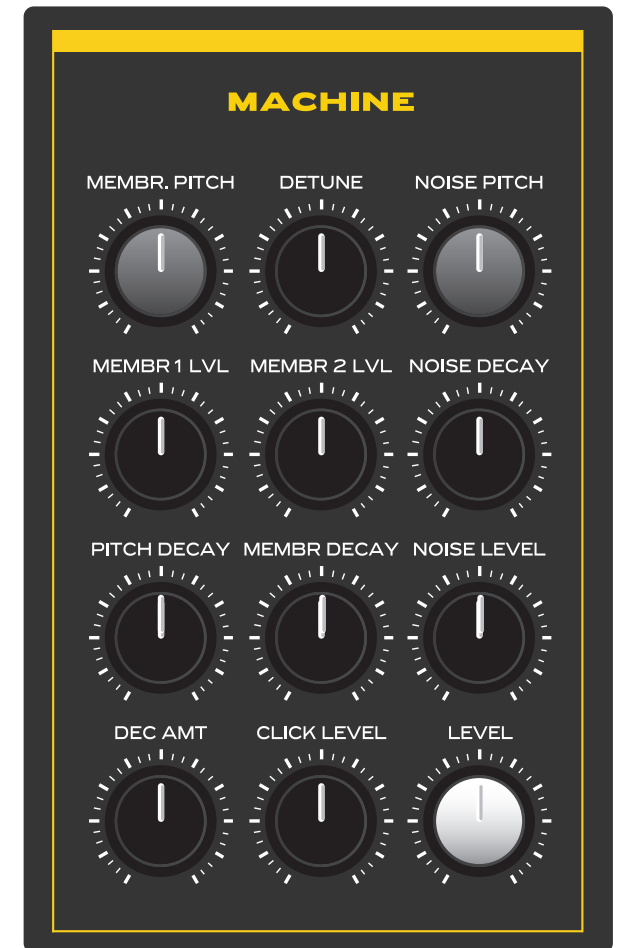 MACHINE
MEMBR. PITCH DETUNE NOISE PITCH
MEMBR 1 LVL MEMBR 2 LVL NOISE DECAY
PITCH DECAY MEMBR DECAY NOISE LEVEL
DEC AMT CLICK LEVEL LEVEL